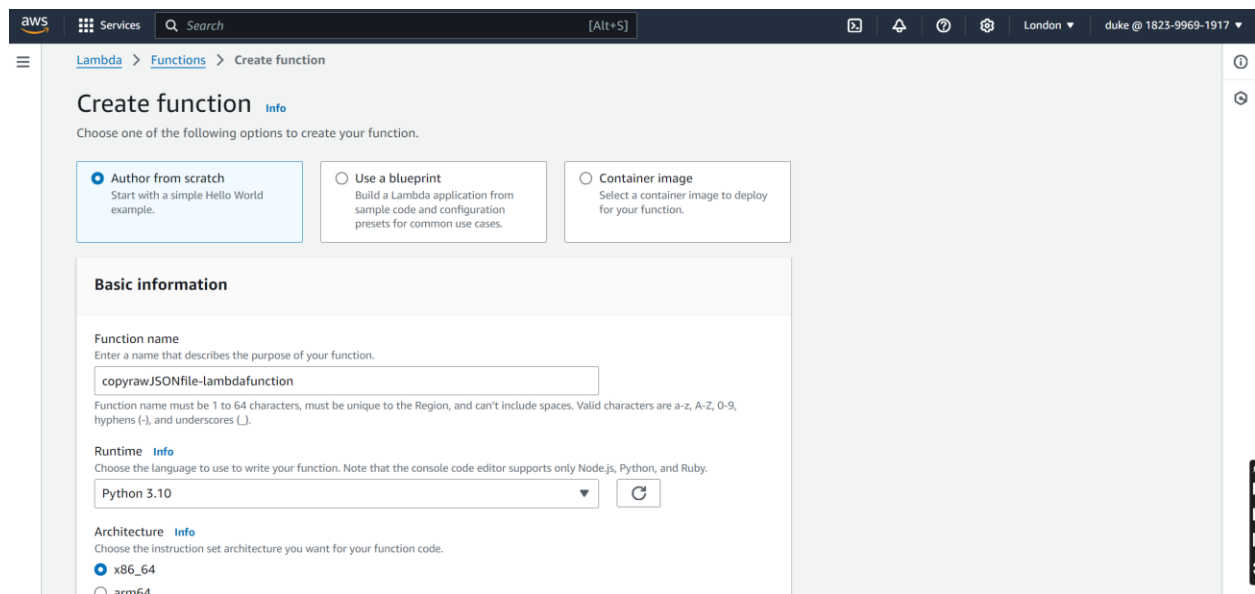 aws Services Search [Alt+S] London ▼ duke @ 1823-9969-1917 ▼
Lambda > Functions > Create function
Create function Info
Choose one of the following options to create your function.
Author from scratch
Start with a simple Hello World
example.
Use a blueprint
Build a Lambda application from
sample code and configuration
presets for common use cases.
Container image
Select a container image to deploy
for your function.
Basic information
Function name
Enter a name that describes the purpose of your function.
copyrawJSONfile-lambdafunction
Function name must be 1 to 64 characters, must be unique to the Region, and can't include spaces. Valid characters are a-z, A-Z, 0-9,
hyphens (-), and underscores (_).
Runtime Info
Choose the language to use to write your function. Note that the console code editor supports only Node.js, Python, and Ruby.
Python 3.10
Architecture Info
Choose the instruction set architecture you want for your function code.
x86_64
arm64